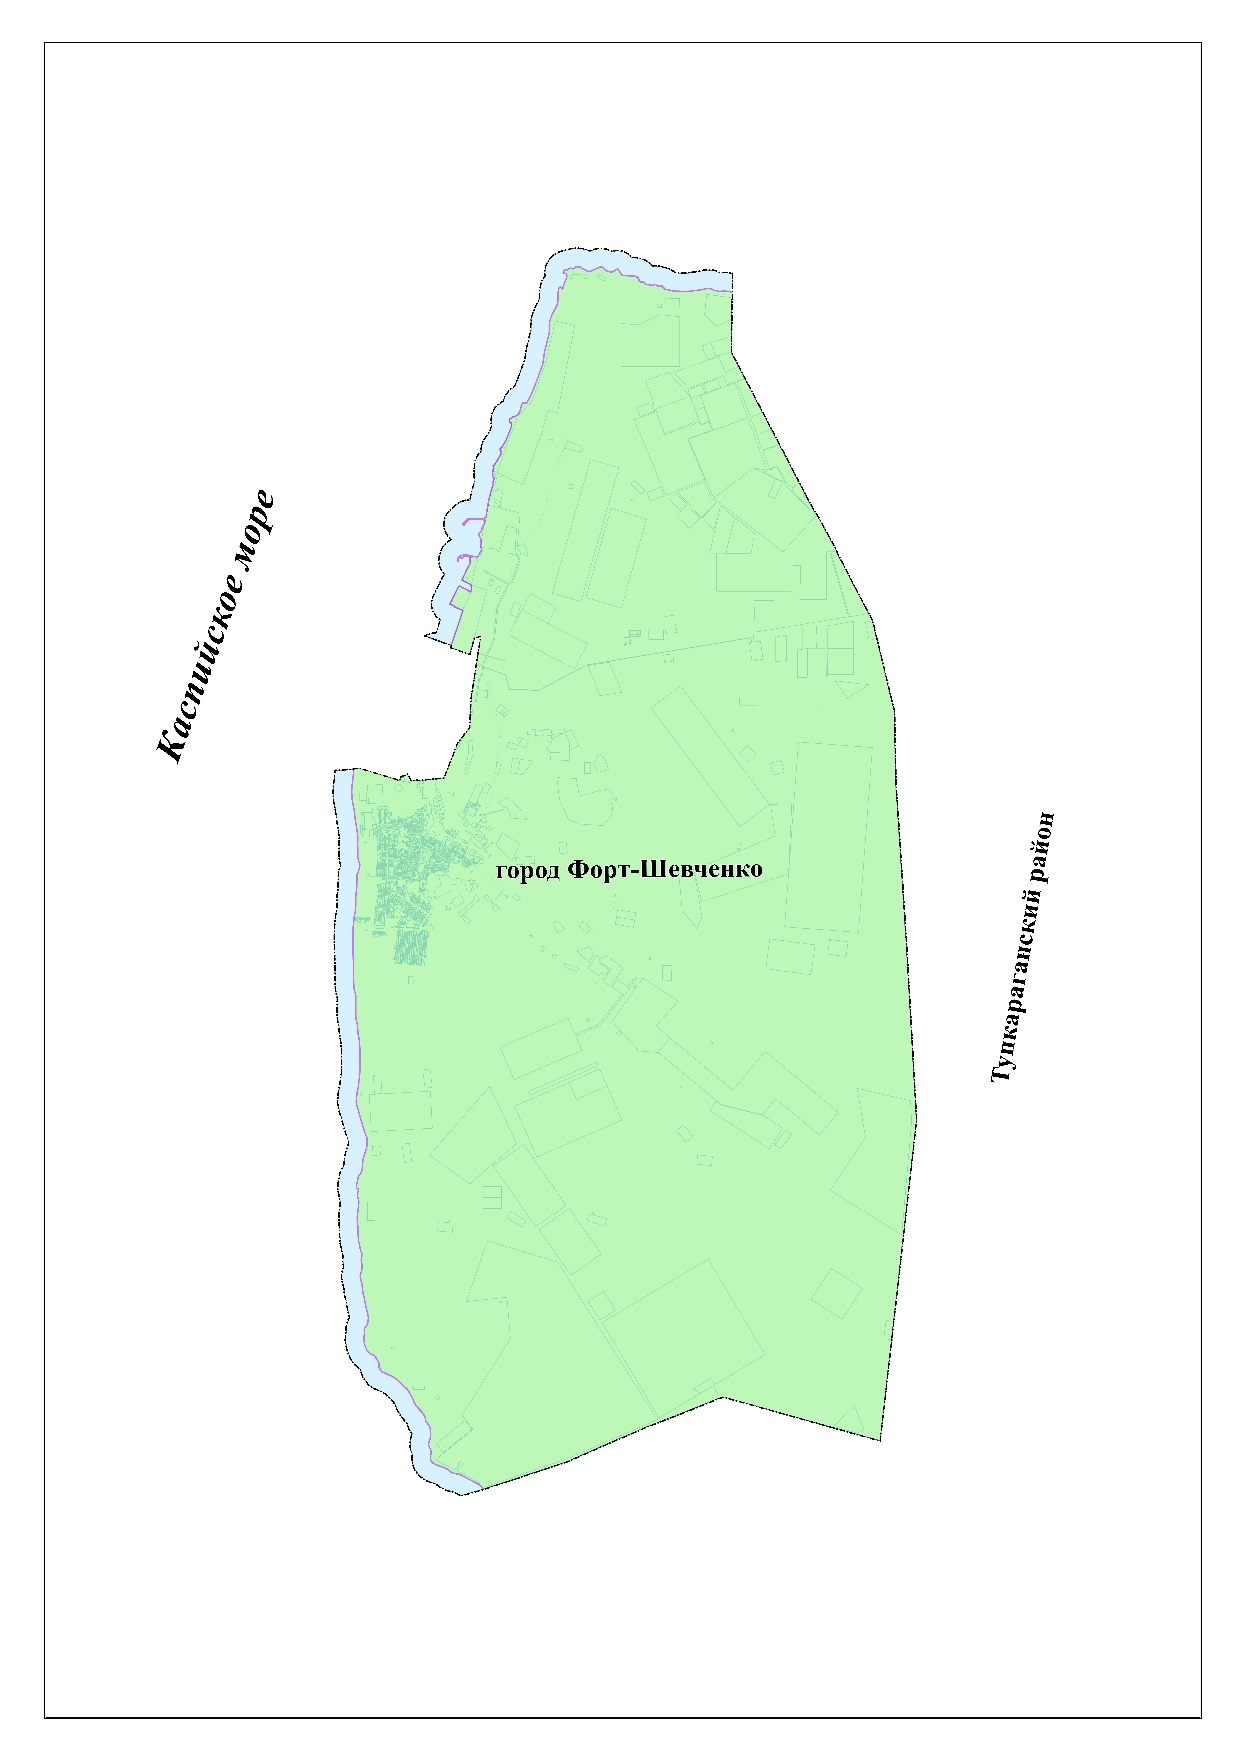 Каспийское море
город Форт-Шевченко
Тупкараганский район